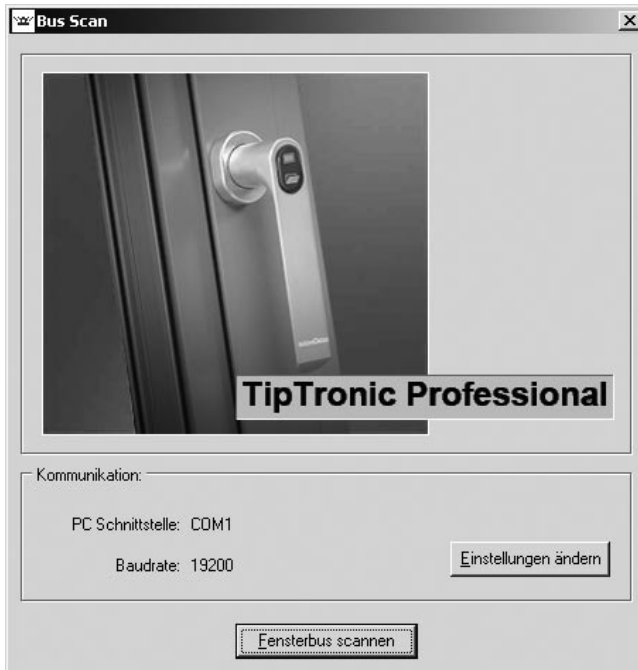 Bus Scan
TipTronic Professional
Kommunikation:
PC Schnittstelle: COM1
Baudrate: 19200
Einstellungen ändern
Fensterbus scannen